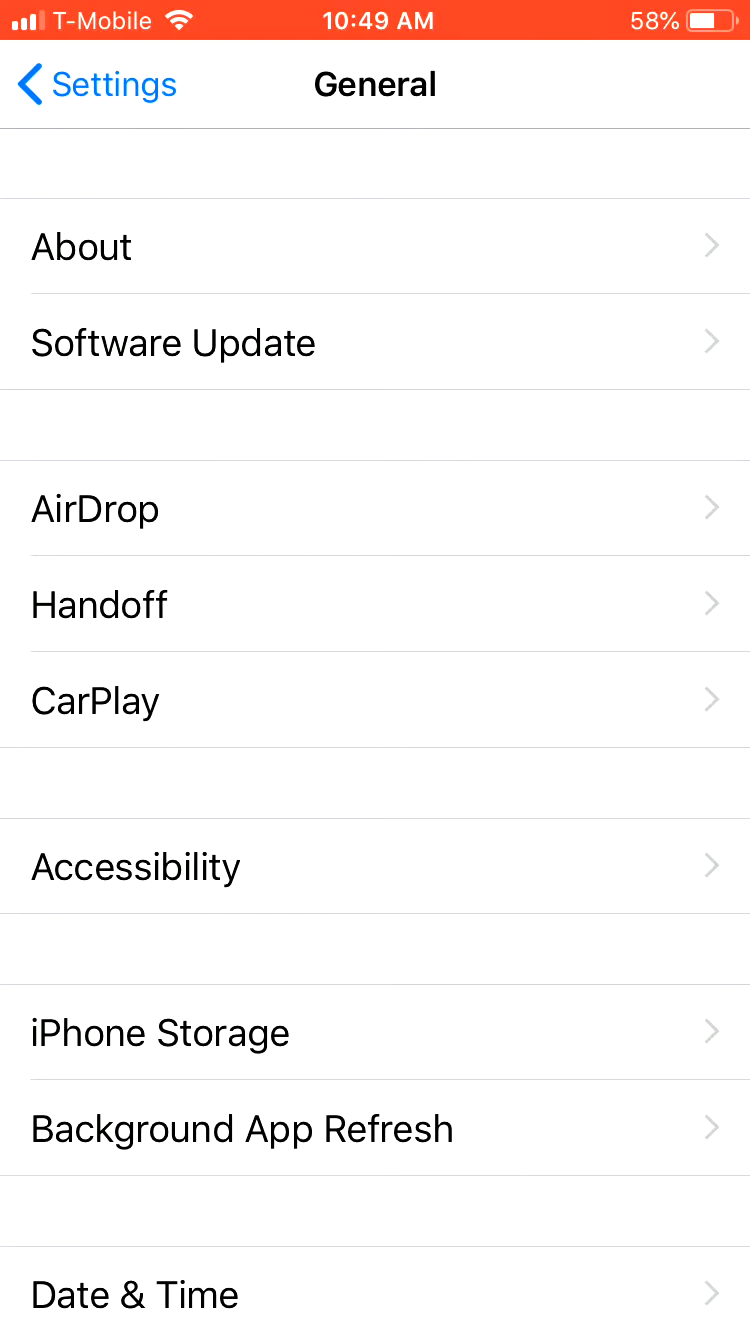 T-Mobile 10:49 AM 58%
Settings General
About
Software Update
AirDrop
Handoff
CarPlay
Accessibility
iPhone Storage
Background App Refresh
Date & Time